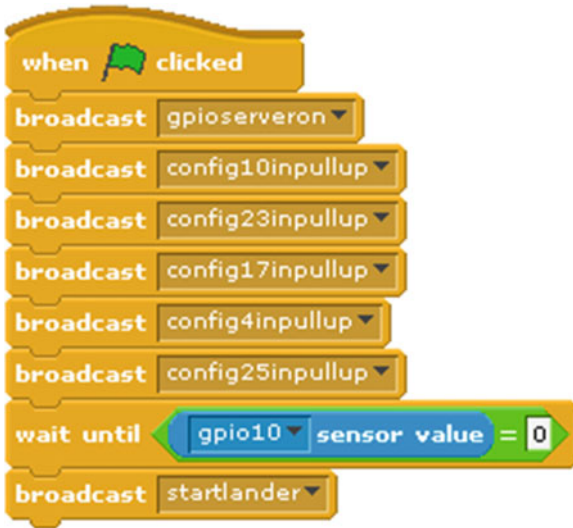 when clicked
broadcast gpioserveron
broadcast config10inpullup
broadcast config23inpullup
broadcast config17inpullup
broadcast config4inpullup
broadcast config25inpullup
wait until gpio10 sensor value = 0
broadcast startlander